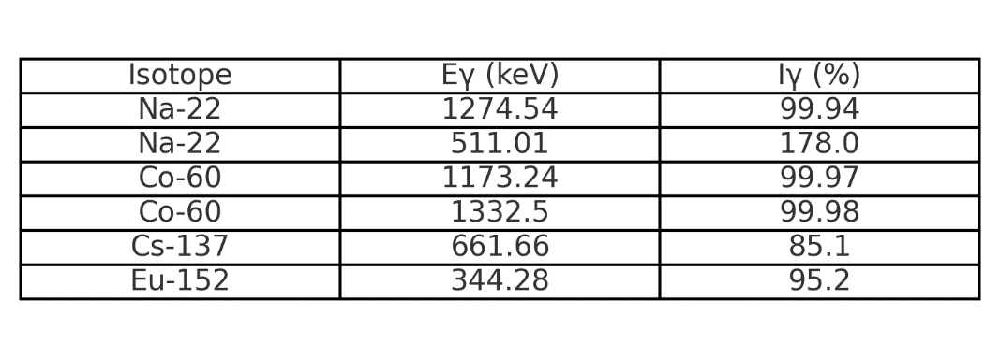 Isotope Eγ (keV) Iγ (%)
Na-22 1274.54 99.94
Na-22 511.01 178.0
Co-60 1173.24 99.97
Co-60 1332.5 99.98
Cs-137 661.66 85.1
Eu-152 344.28 95.2